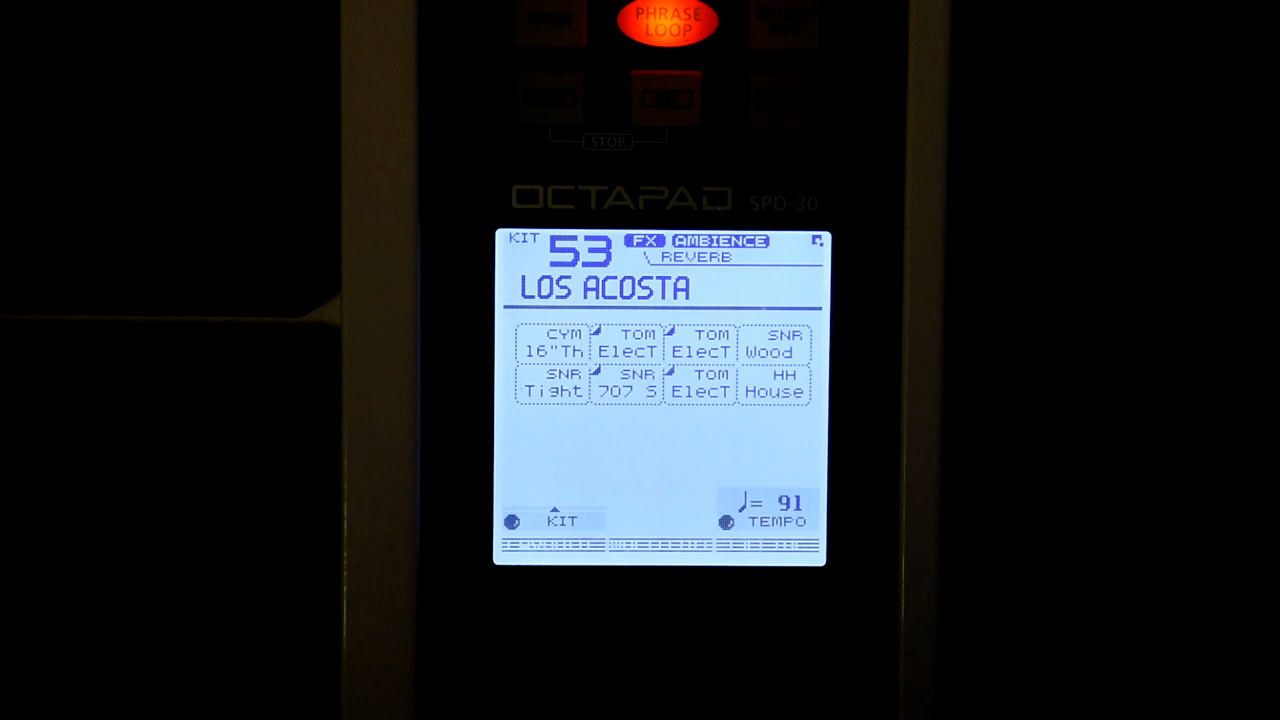 PHRASE
LOOP
STOP
OCTAPAD SPD-30
KIT 53 FX AMBIENCE
REVERB
LOS ACOSTA
CYM TOM TOM SNR
16"Th ElecT ElecT Wood
SNR SNR TOM HH
Tight 707 S ElecT House
♩= 91
KIT TEMPO